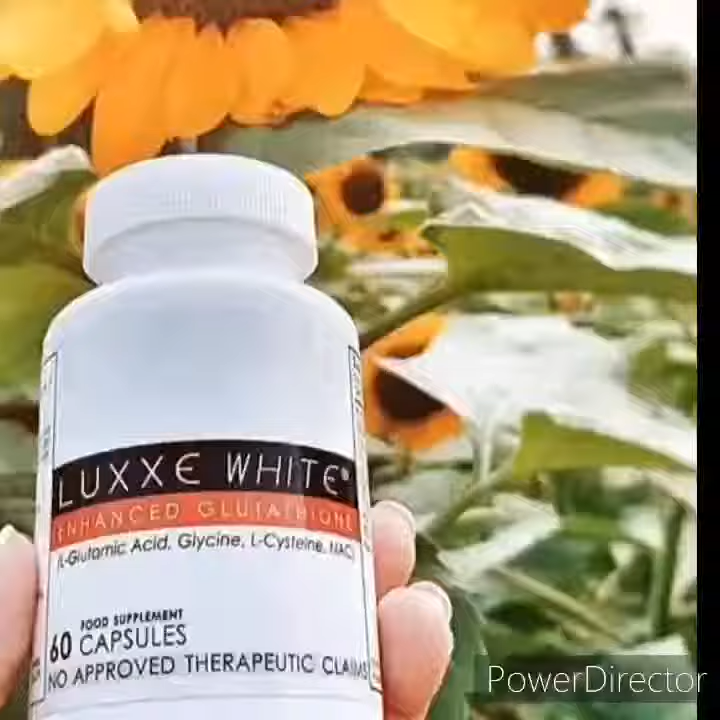 LUXXE WHITE®
ENHANCED GLUTATHIONE
(L-Glutamic Acid, Glycine, L-Cysteine, NAC)
FOOD SUPPLEMENT
60 CAPSULES
NO APPROVED THERAPEUTIC CLAIMS
PowerDirector